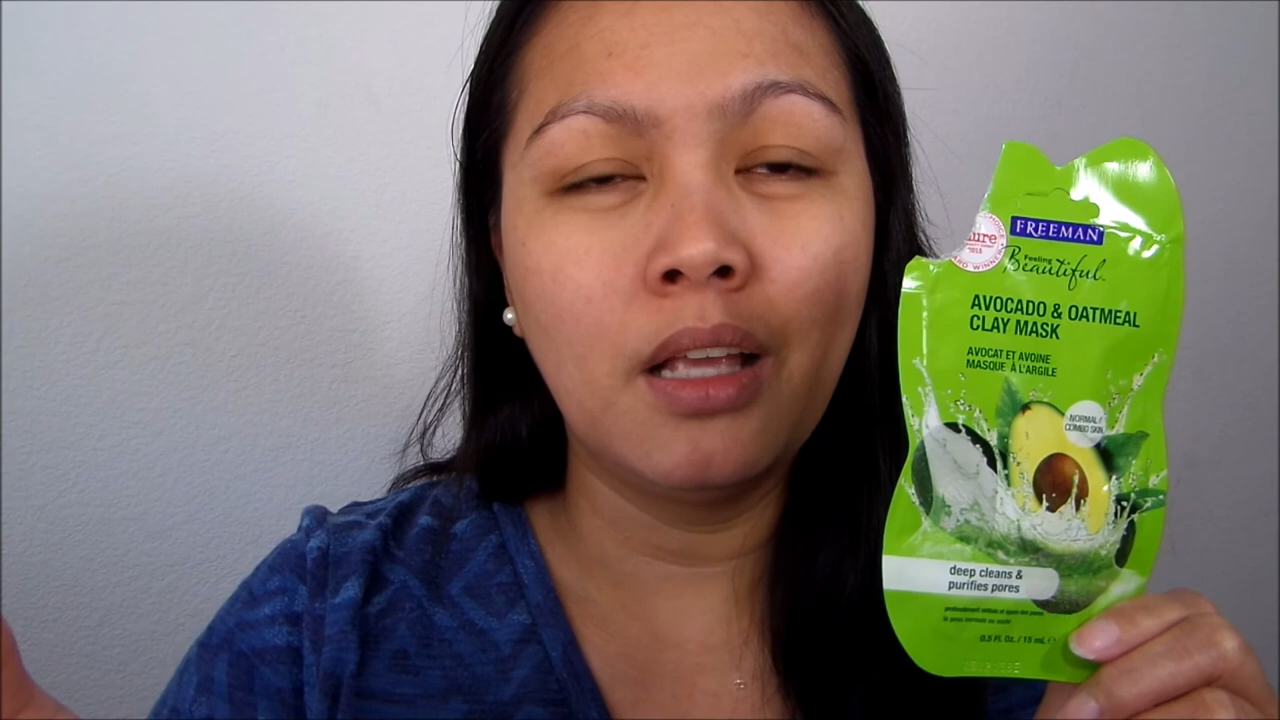 FREEMAN
Feeling
Beautiful
AVOCADO & OATMEAL
CLAY MASK
AVOCAT ET AVOINE
MASQUE À L'ARGILE
NORMAL/
COMBO SKIN
deep cleans &
purifies pores
0.5 Fl. Oz. / 15 mL